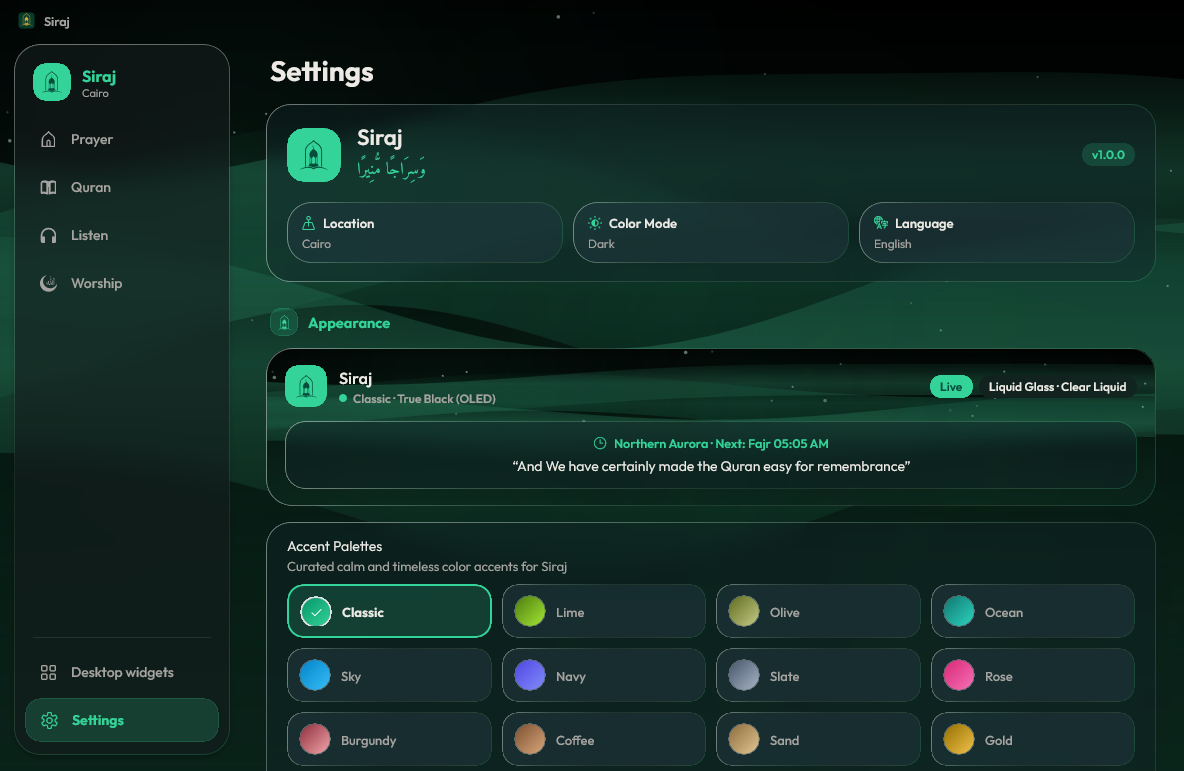 Siraj
Siraj
Cairo
Prayer
Quran
Listen
Worship
Desktop widgets
Settings
Settings
Siraj
وَسِرَاجًا مُّنِيرًا
v1.0.0
Location
Cairo
Color Mode
Dark
Language
English
Appearance
Siraj
Classic · True Black (OLED)
Live
Liquid Glass · Clear Liquid
Northern Aurora · Next: Fajr 05:05 AM
“And We have certainly made the Quran easy for remembrance”
Accent Palettes
Curated calm and timeless color accents for Siraj
Classic
Lime
Olive
Ocean
Sky
Navy
Slate
Rose
Burgundy
Coffee
Sand
Gold